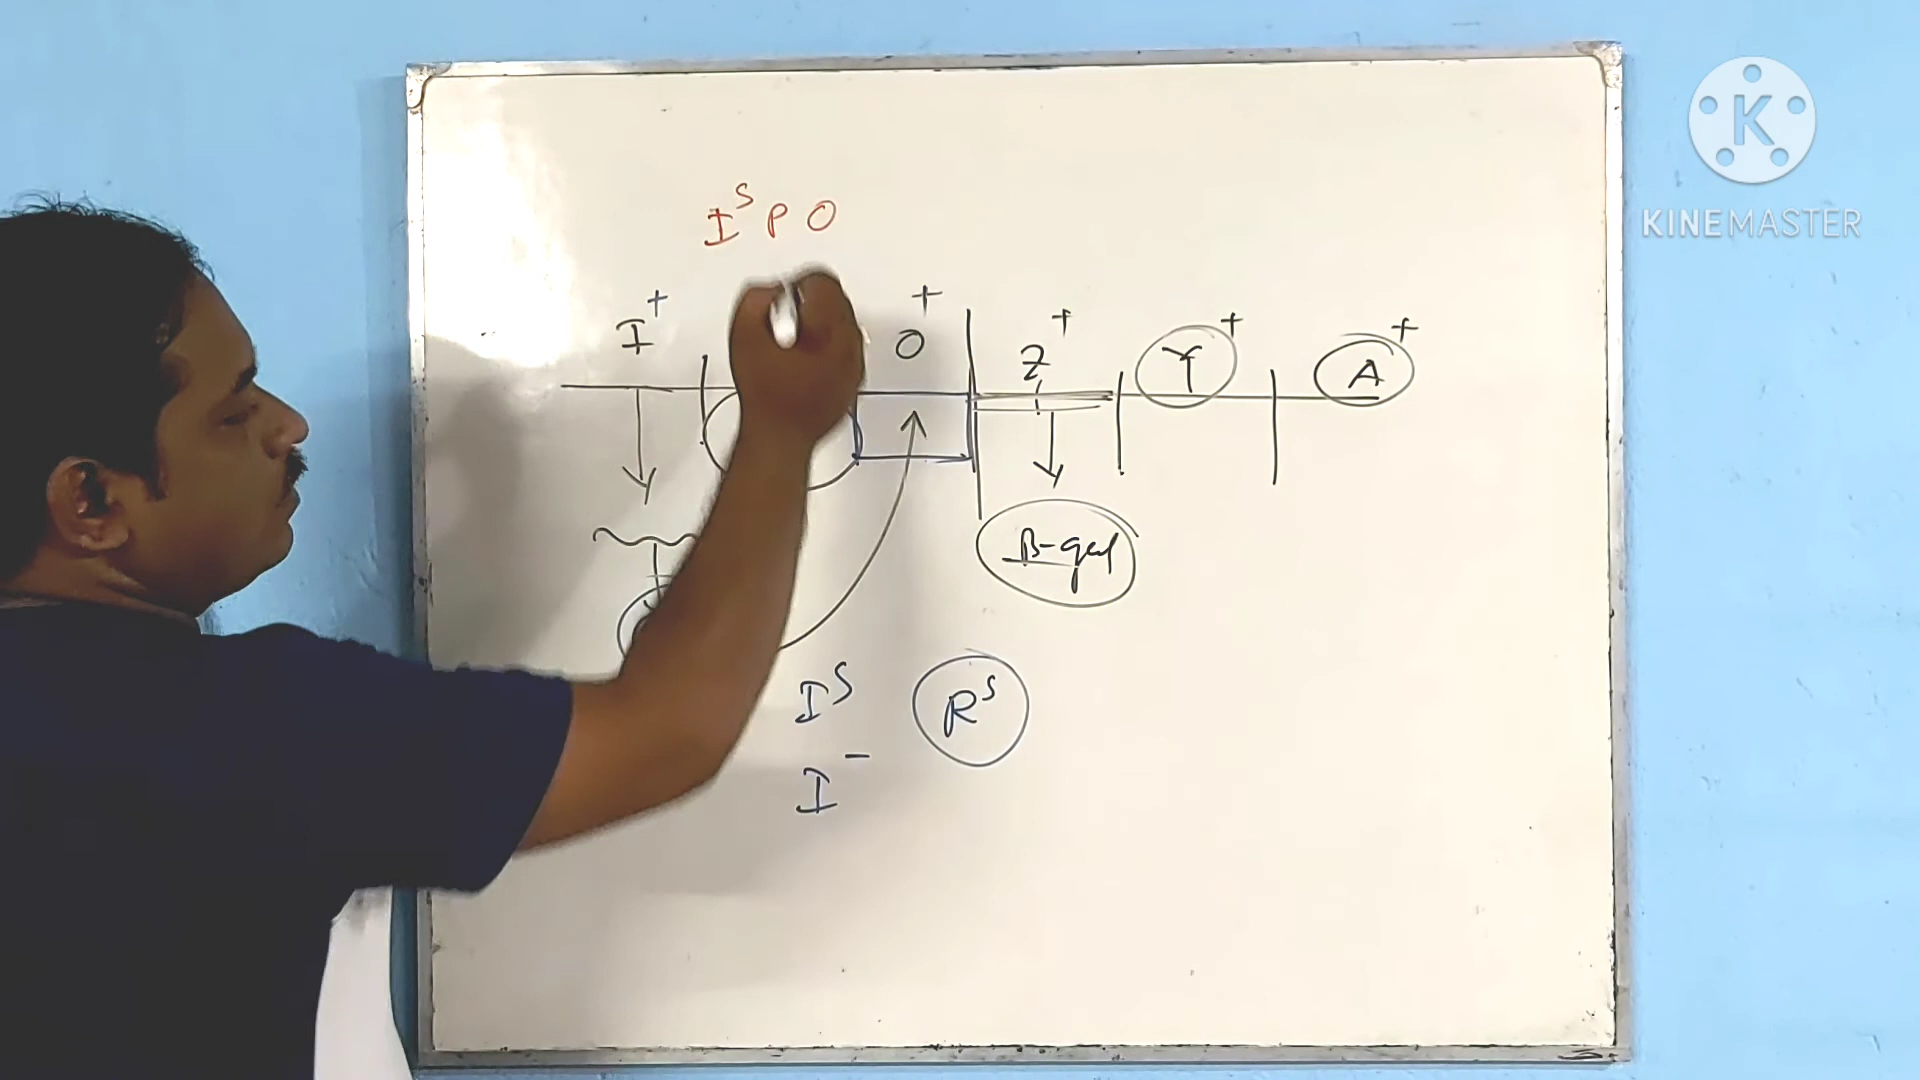 I^S P O
I^+ O^+ Z^+ Y^+ A^+
B-gal
I^S R^S
I^-
K
KINEMASTER